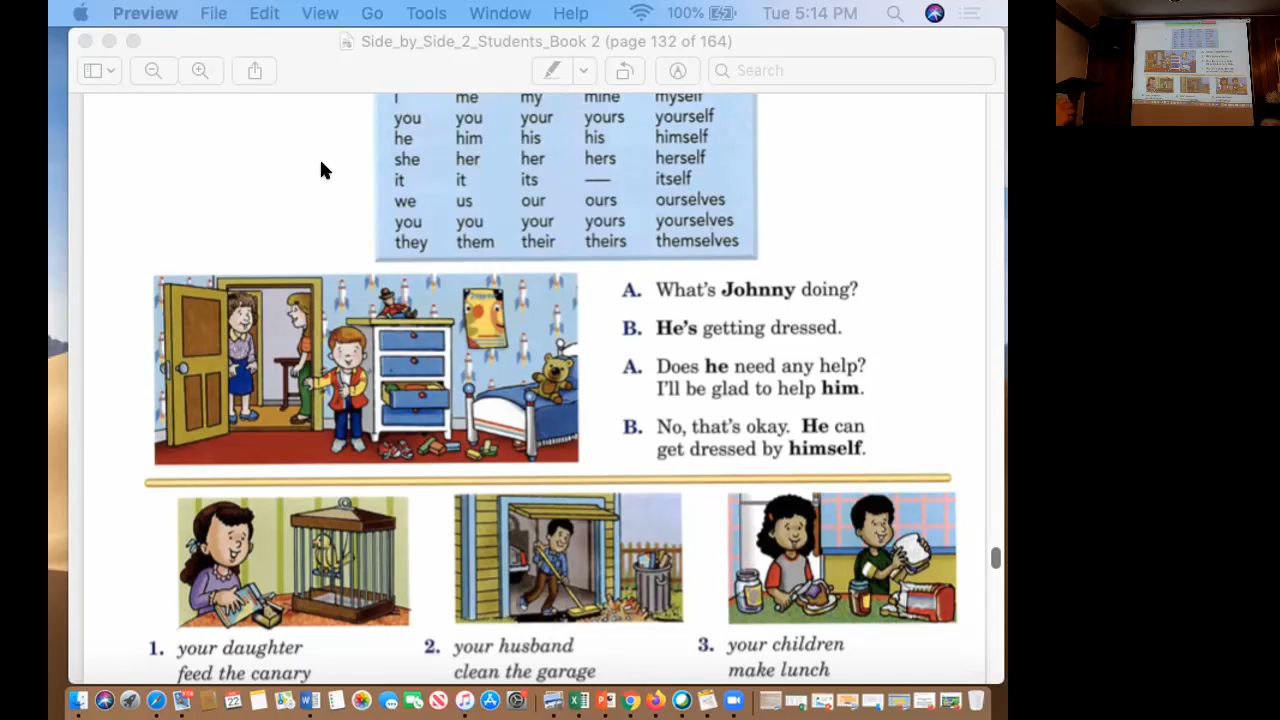 Preview File Edit View Go Tools Window Help 100% Tue 5:14 PM
Side_by_Side_2_Students_Book 2 (page 132 of 164)
Search
I me my mine myself
you you your yours yourself
he him his his himself
she her her hers herself
it it its — itself
we us our ours ourselves
you you your yours yourselves
they them their theirs themselves
A. What's Johnny doing?
B. He's getting dressed.
A. Does he need any help?
I'll be glad to help him.
B. No, that's okay. He can
get dressed by himself.
1. your daughter
feed the canary
2. your husband
clean the garage
3. your children
make lunch